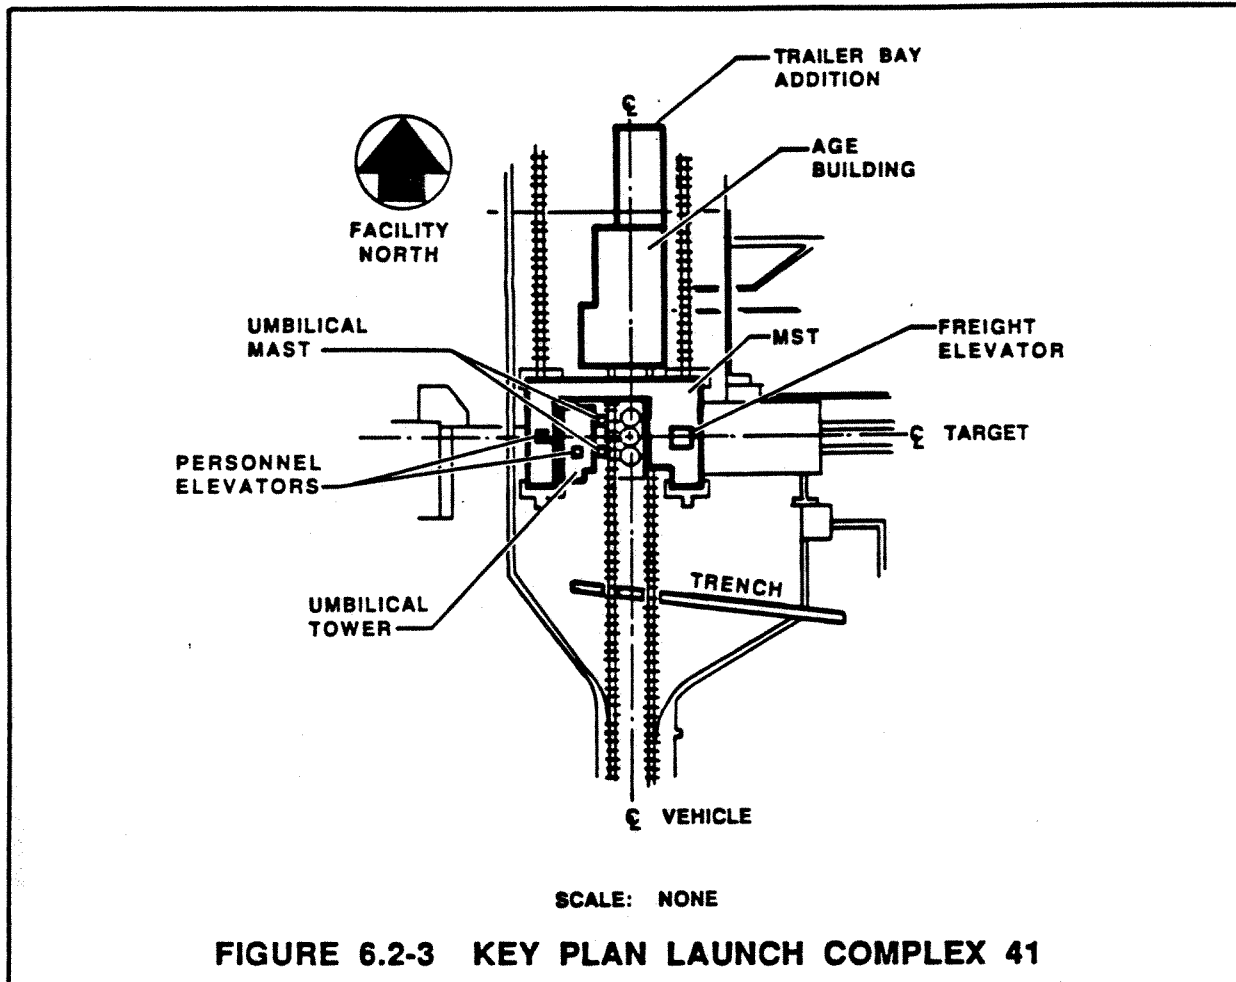 TRAILER BAY
ADDITION
℄
AGE
BUILDING
FACILITY
NORTH
UMBILICAL
MAST
MST
FREIGHT
ELEVATOR
℄ TARGET
PERSONNEL
ELEVATORS
TRENCH
UMBILICAL
TOWER
℄ VEHICLE
SCALE: NONE
FIGURE 6.2-3 KEY PLAN LAUNCH COMPLEX 41